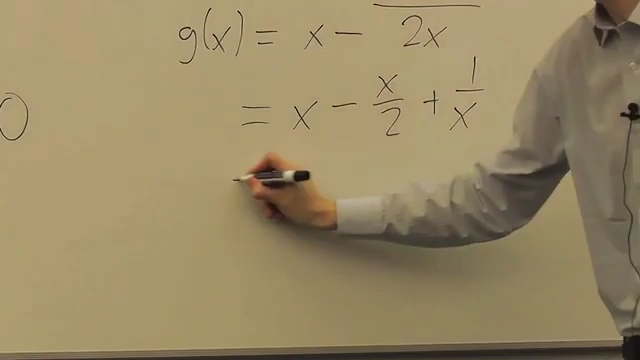 0
g(x) = x - —/2x
= x - x/2 + 1/x